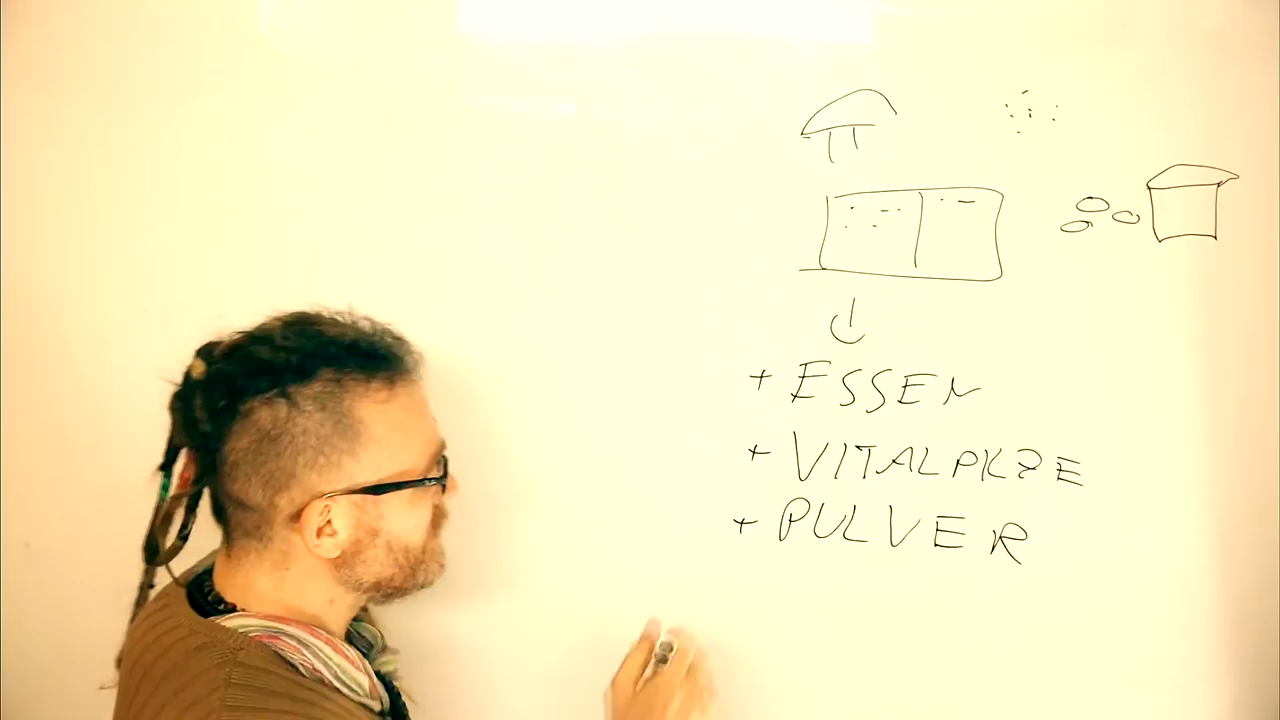 + ESSEN
+ VITALPILZE
+ PULVER